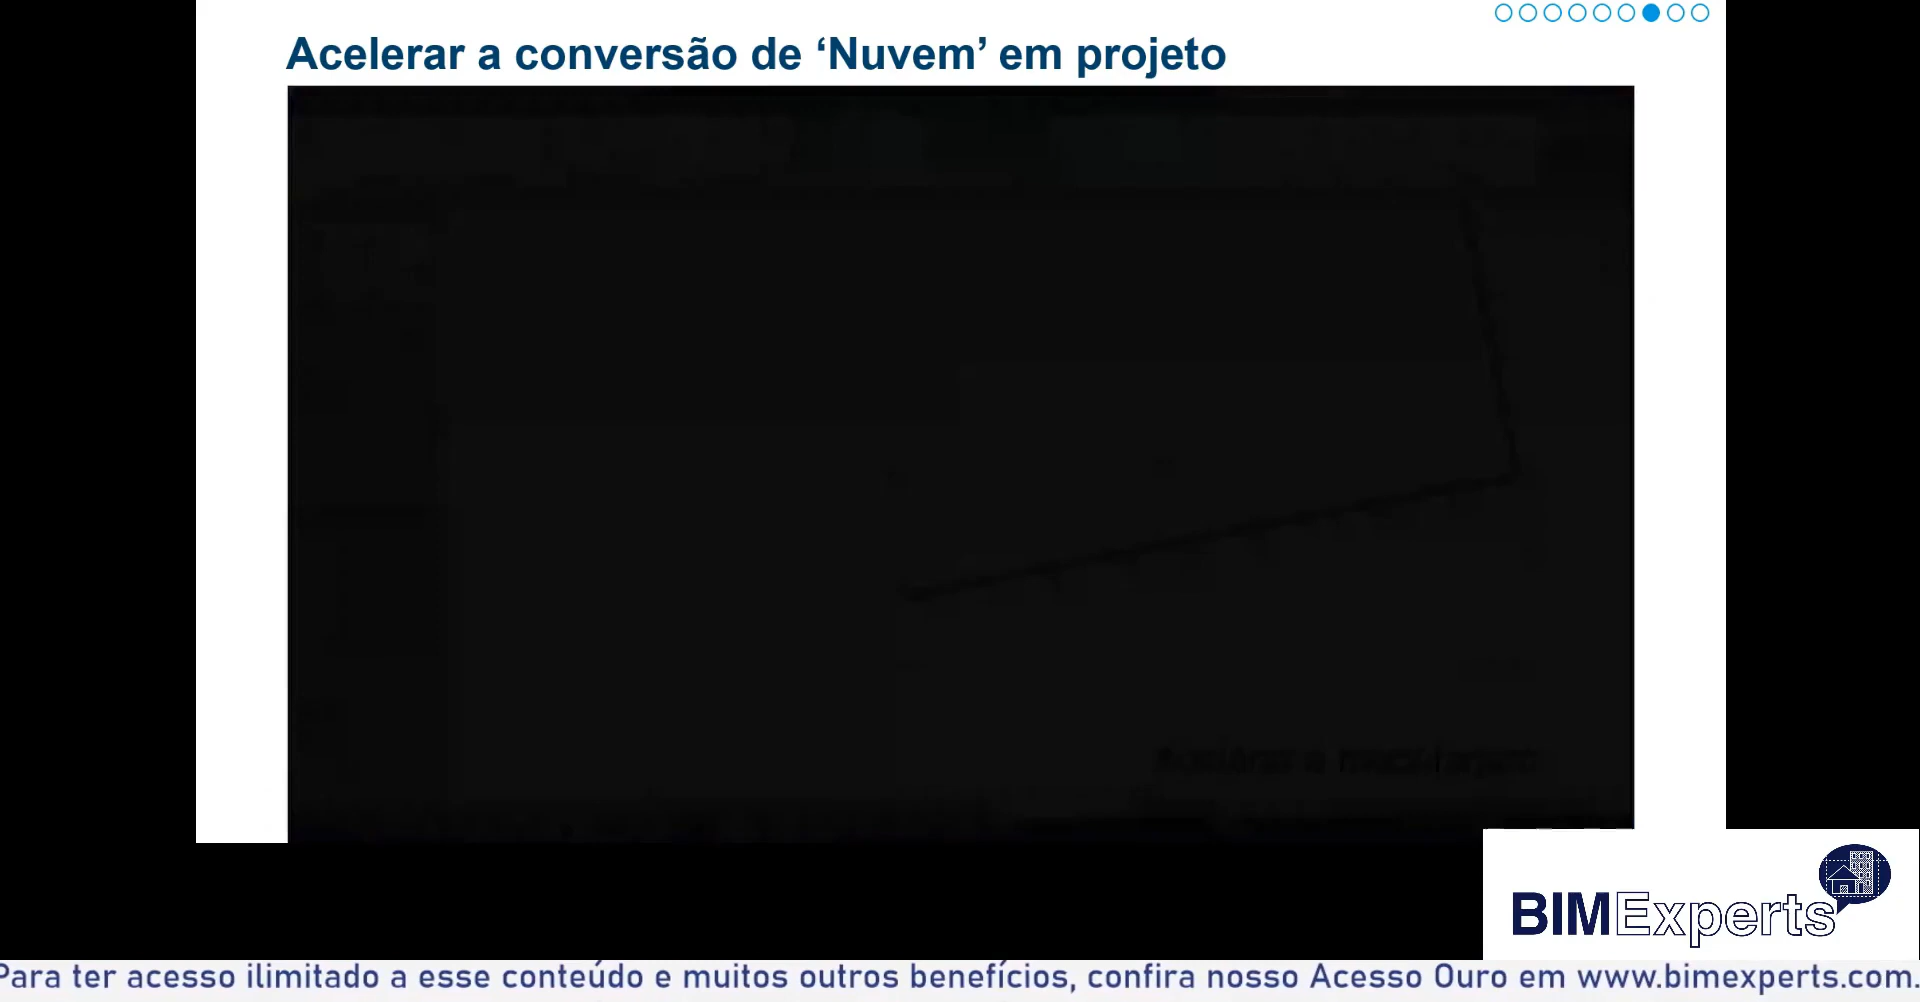 Acelerar a conversão de ‘Nuvem’ em projeto
BIMExperts
Para ter acesso ilimitado a esse conteúdo e muitos outros benefícios, confira nosso Acesso Ouro em www.bimexperts.com.